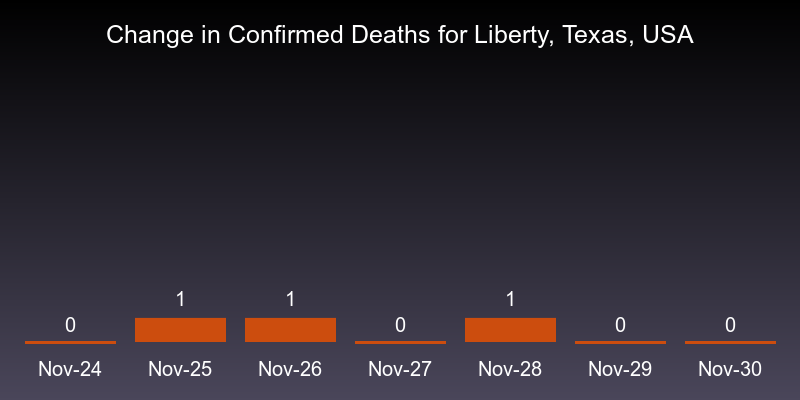 Change in Confirmed Deaths for Liberty, Texas, USA
1 1 1
0 0 0 0
Nov-24 Nov-25 Nov-26 Nov-27 Nov-28 Nov-29 Nov-30